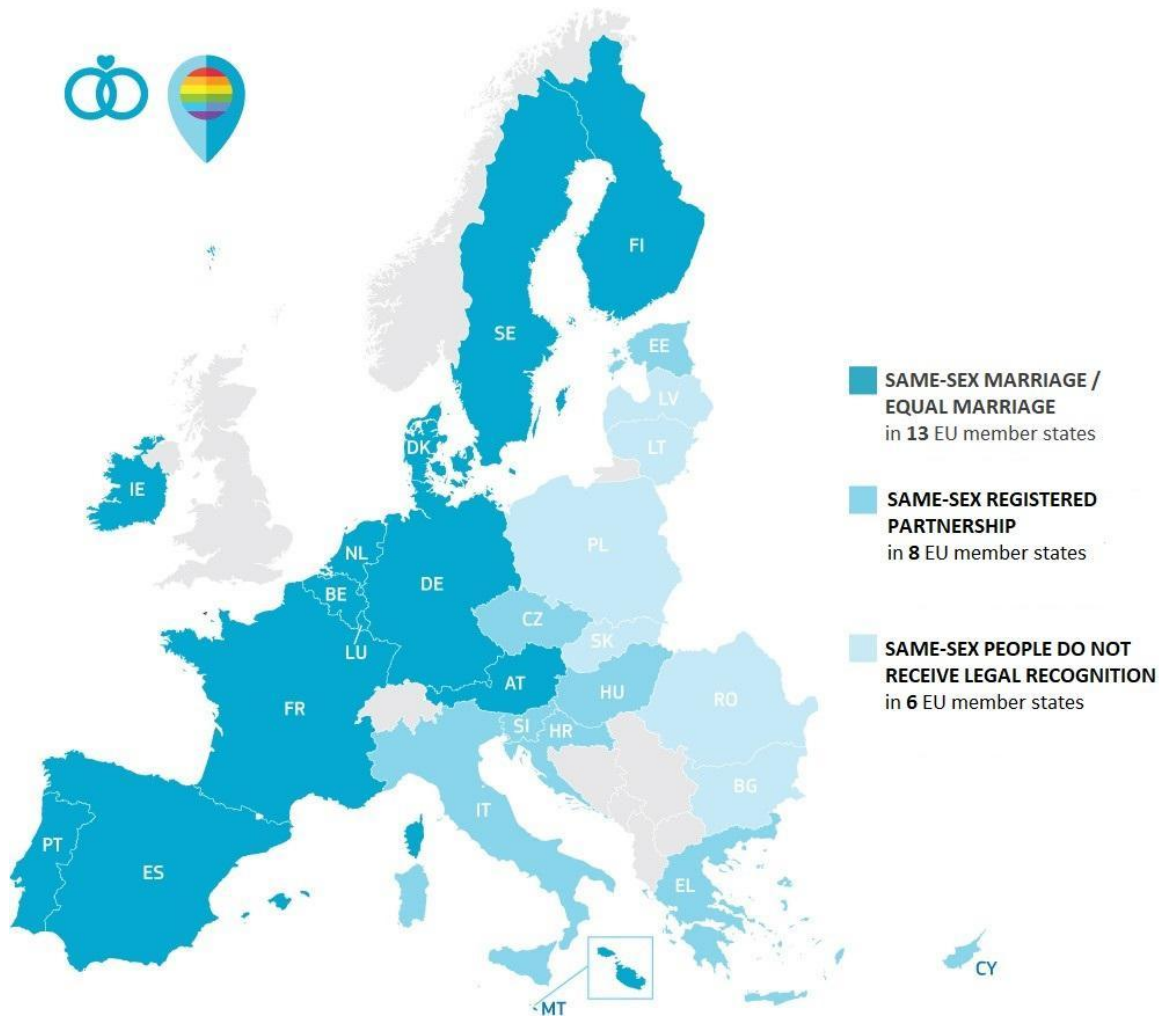 FI
SE
EE
LV
LT
DK
IE
NL
BE
DE
PL
LU
CZ
SK
FR
AT
HU
SI
HR
RO
IT
BG
PT
ES
EL
CY
MT
SAME-SEX MARRIAGE /
EQUAL MARRIAGE
in 13 EU member states
SAME-SEX REGISTERED
PARTNERSHIP
in 8 EU member states
SAME-SEX PEOPLE DO NOT
RECEIVE LEGAL RECOGNITION
in 6 EU member states